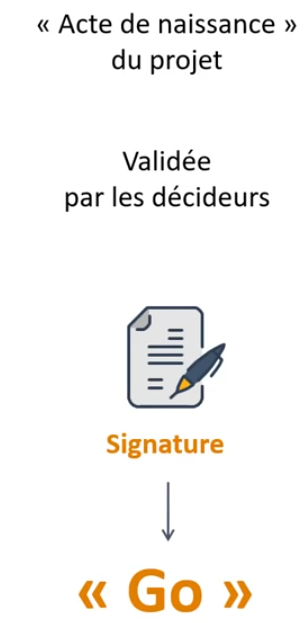 « Acte de naissance »
du projet
Validée
par les décideurs
Signature
« Go »